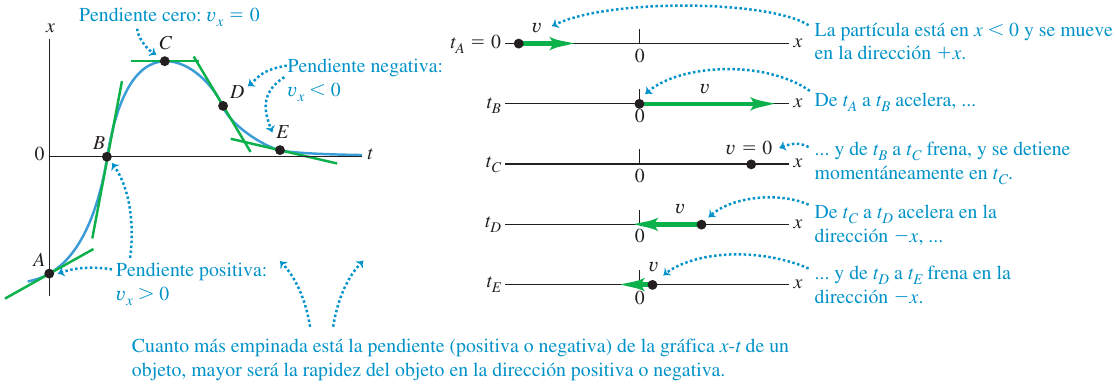 Pendiente cero: vₓ = 0
x
C
Pendiente negativa:
vₓ < 0
D
E
B
0
t
A
Pendiente positiva:
vₓ > 0
t_A = 0
v
0
x
La partícula está en x < 0 y se mueve
en la dirección +x.
t_B
v
0
x
De t_A a t_B acelera, ...
t_C
v = 0
0
x
... y de t_B a t_C frena, y se detiene
momentáneamente en t_C.
t_D
v
0
x
De t_C a t_D acelera en la
dirección −x, ...
t_E
v
0
x
... y de t_D a t_E frena en la
dirección −x.
Cuanto más empinada está la pendiente (positiva o negativa) de la gráfica x-t de un
objeto, mayor será la rapidez del objeto en la dirección positiva o negativa.